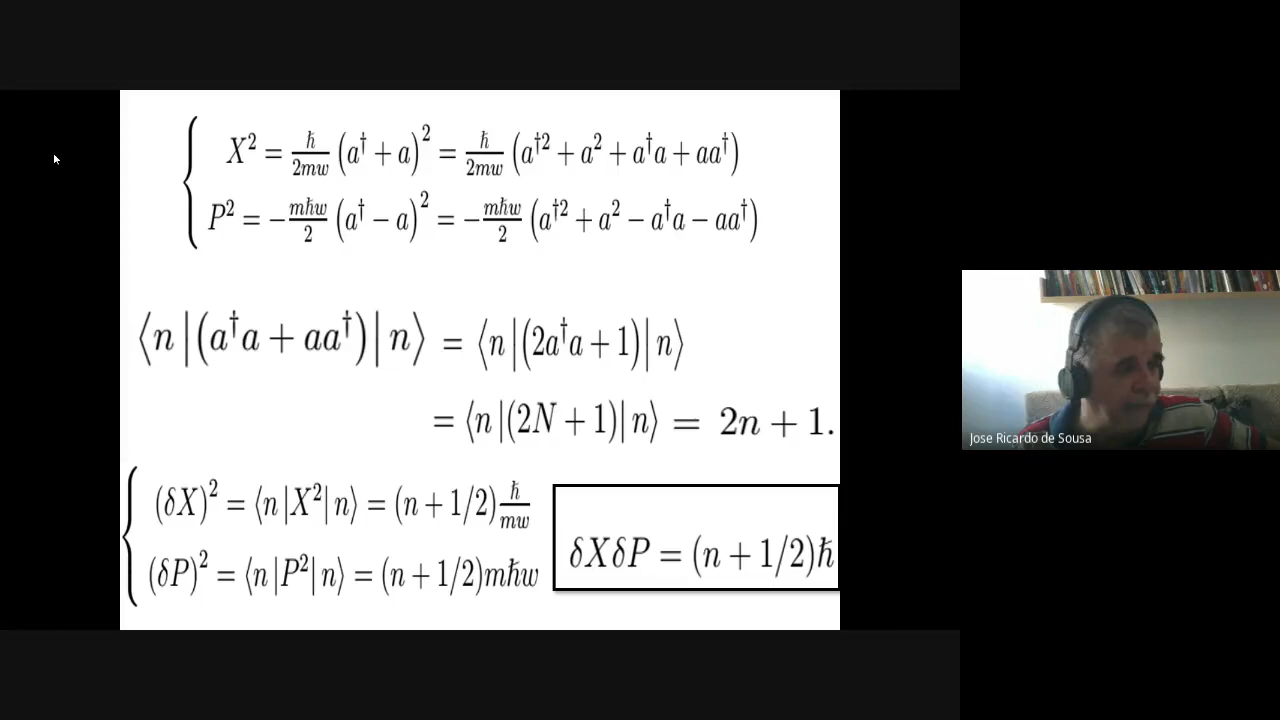 X² = ħ/2mw (a† + a)² = ħ/2mw (a†² + a² + a†a + aa†)
P² = −mħw/2 (a† − a)² = −mħw/2 (a†² + a² − a†a − aa†)
⟨n|(a†a + aa†)|n⟩ = ⟨n|(2a†a + 1)|n⟩
= ⟨n|(2N + 1)|n⟩ = 2n + 1.
(δX)² = ⟨n|X²|n⟩ = (n + 1/2) ħ/mw
(δP)² = ⟨n|P²|n⟩ = (n + 1/2)mħw
δXδP = (n + 1/2)ħ
Jose Ricardo de Sousa